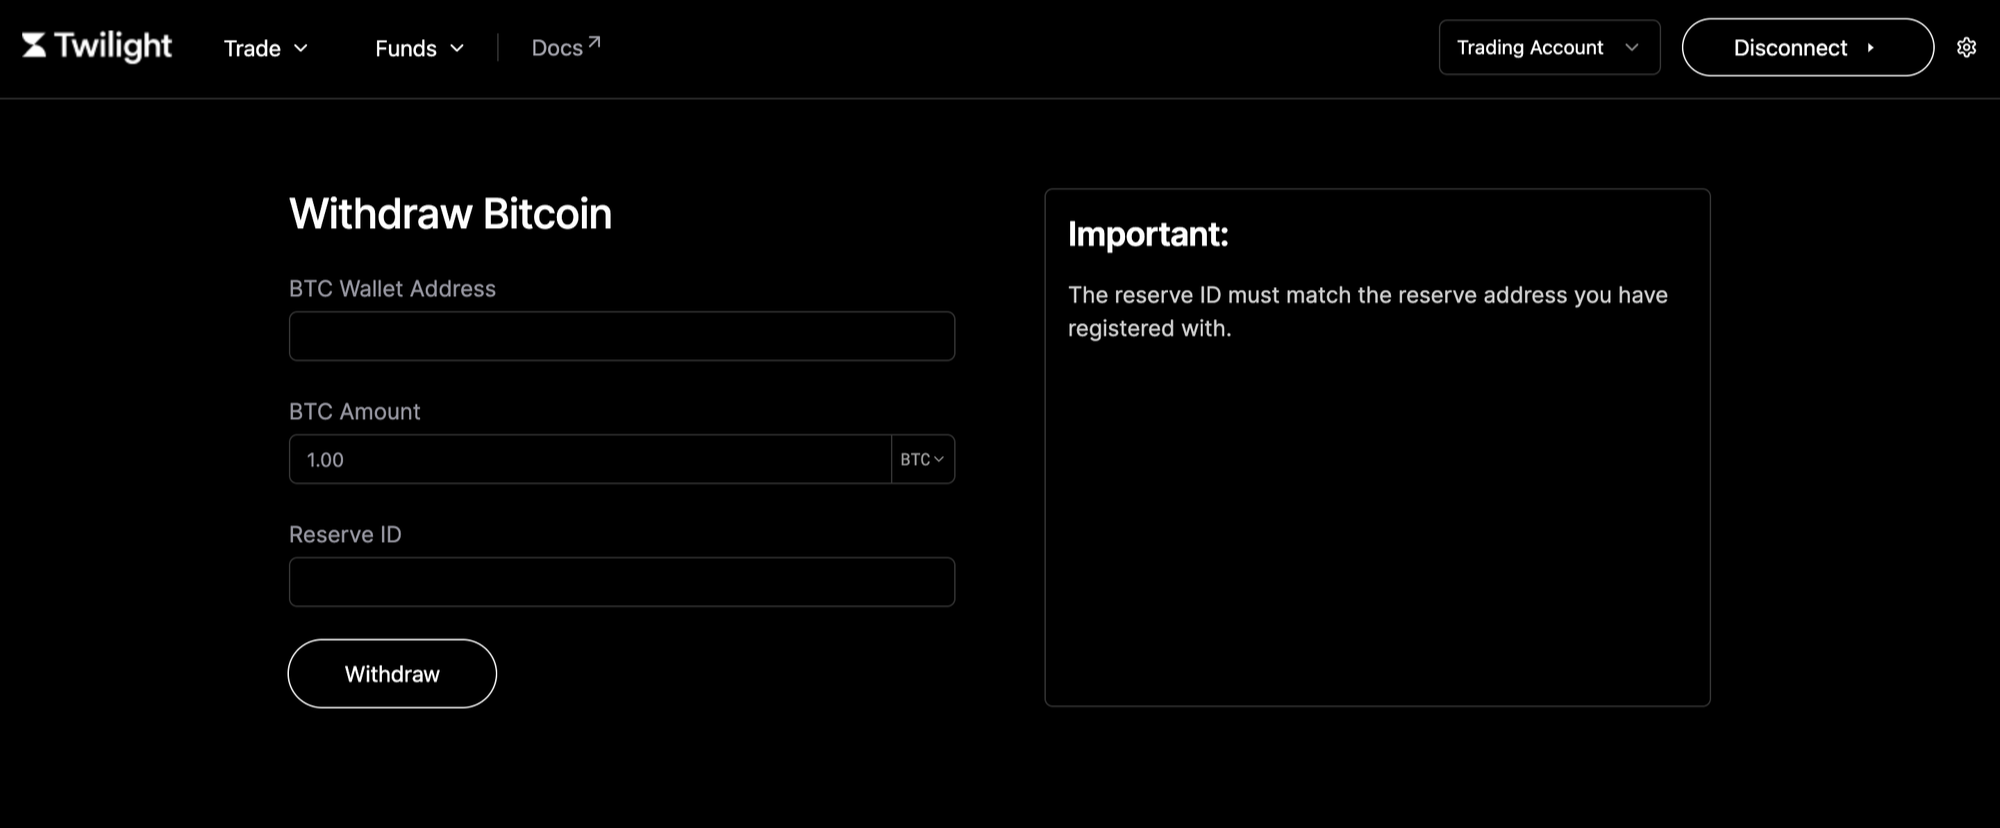 Twilight
Trade
Funds
Docs
Trading Account
Disconnect
Withdraw Bitcoin
BTC Wallet Address
BTC Amount
1.00
BTC
Reserve ID
Withdraw
Important:
The reserve ID must match the reserve address you have
registered with.